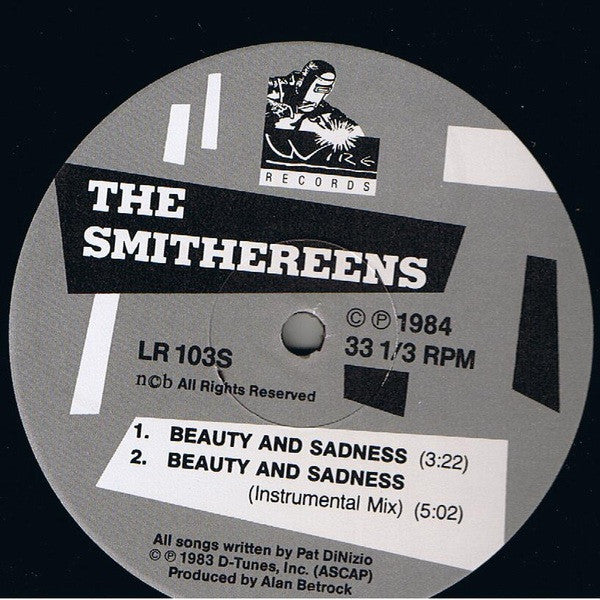 Wire
RECORDS
THE
SMITHEREENS
© ℗ 1984
LR 103S
33 1/3 RPM
n©b All Rights Reserved
1. BEAUTY AND SADNESS (3:22)
2. BEAUTY AND SADNESS
(Instrumental Mix) (5:02)
All songs written by Pat DiNizio
© ℗ 1983 D-Tunes, Inc. (ASCAP)
Produced by Alan Betrock